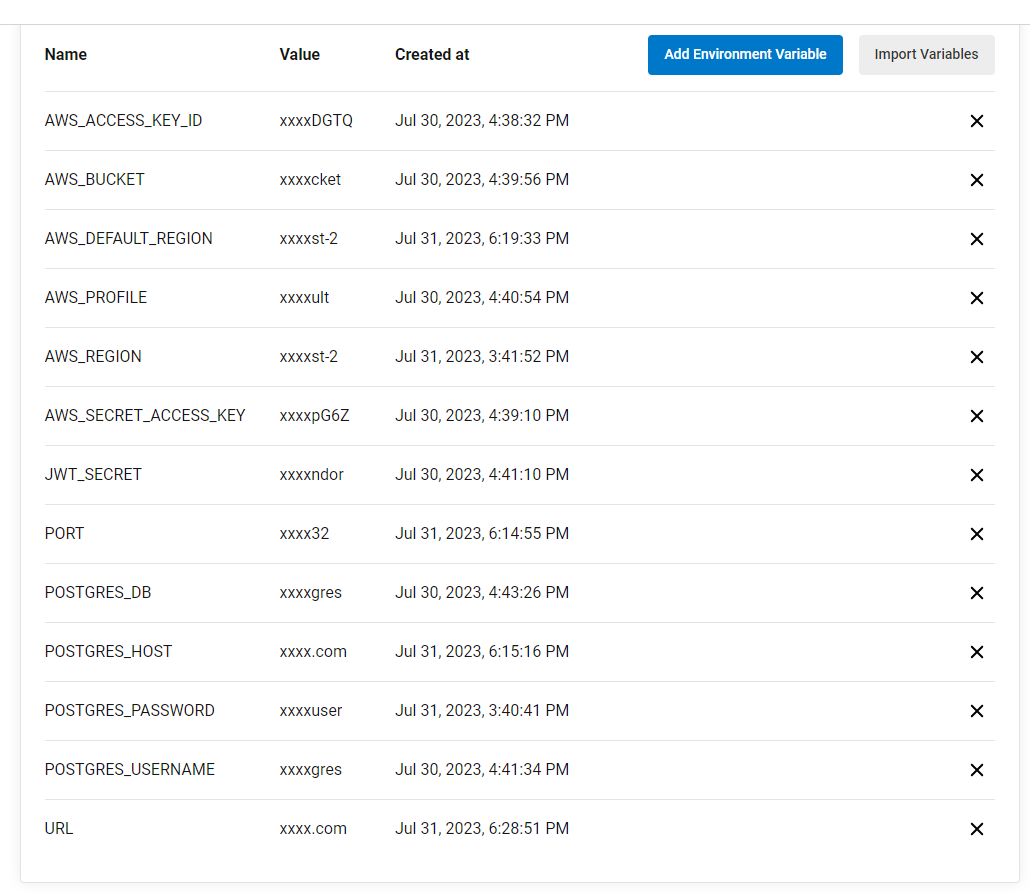 Name Value Created at Add Environment Variable Import Variables
AWS_ACCESS_KEY_ID xxxxDGTQ Jul 30, 2023, 4:38:32 PM
AWS_BUCKET xxxxcket Jul 30, 2023, 4:39:56 PM
AWS_DEFAULT_REGION xxxxst-2 Jul 31, 2023, 6:19:33 PM
AWS_PROFILE xxxxult Jul 30, 2023, 4:40:54 PM
AWS_REGION xxxxst-2 Jul 31, 2023, 3:41:52 PM
AWS_SECRET_ACCESS_KEY xxxxpG6Z Jul 30, 2023, 4:39:10 PM
JWT_SECRET xxxxndor Jul 30, 2023, 4:41:10 PM
PORT xxxx32 Jul 31, 2023, 6:14:55 PM
POSTGRES_DB xxxxgres Jul 30, 2023, 4:43:26 PM
POSTGRES_HOST xxxx.com Jul 31, 2023, 6:15:16 PM
POSTGRES_PASSWORD xxxxuser Jul 31, 2023, 3:40:41 PM
POSTGRES_USERNAME xxxxgres Jul 30, 2023, 4:41:34 PM
URL xxxx.com Jul 31, 2023, 6:28:51 PM